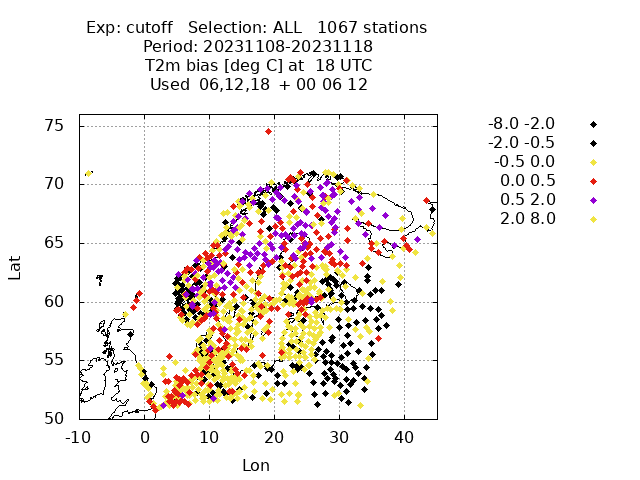 Exp: cutoff   Selection: ALL   1067 stations
Period: 20231108-20231118
T2m bias [deg C] at  18 UTC
Used  06,12,18  + 00 06 12
-8.0 -2.0
-2.0 -0.5
-0.5 0.0
0.0 0.5
0.5 2.0
2.0 8.0
75
70
65
60
55
50
Lat
-10 0 10 20 30 40
Lon